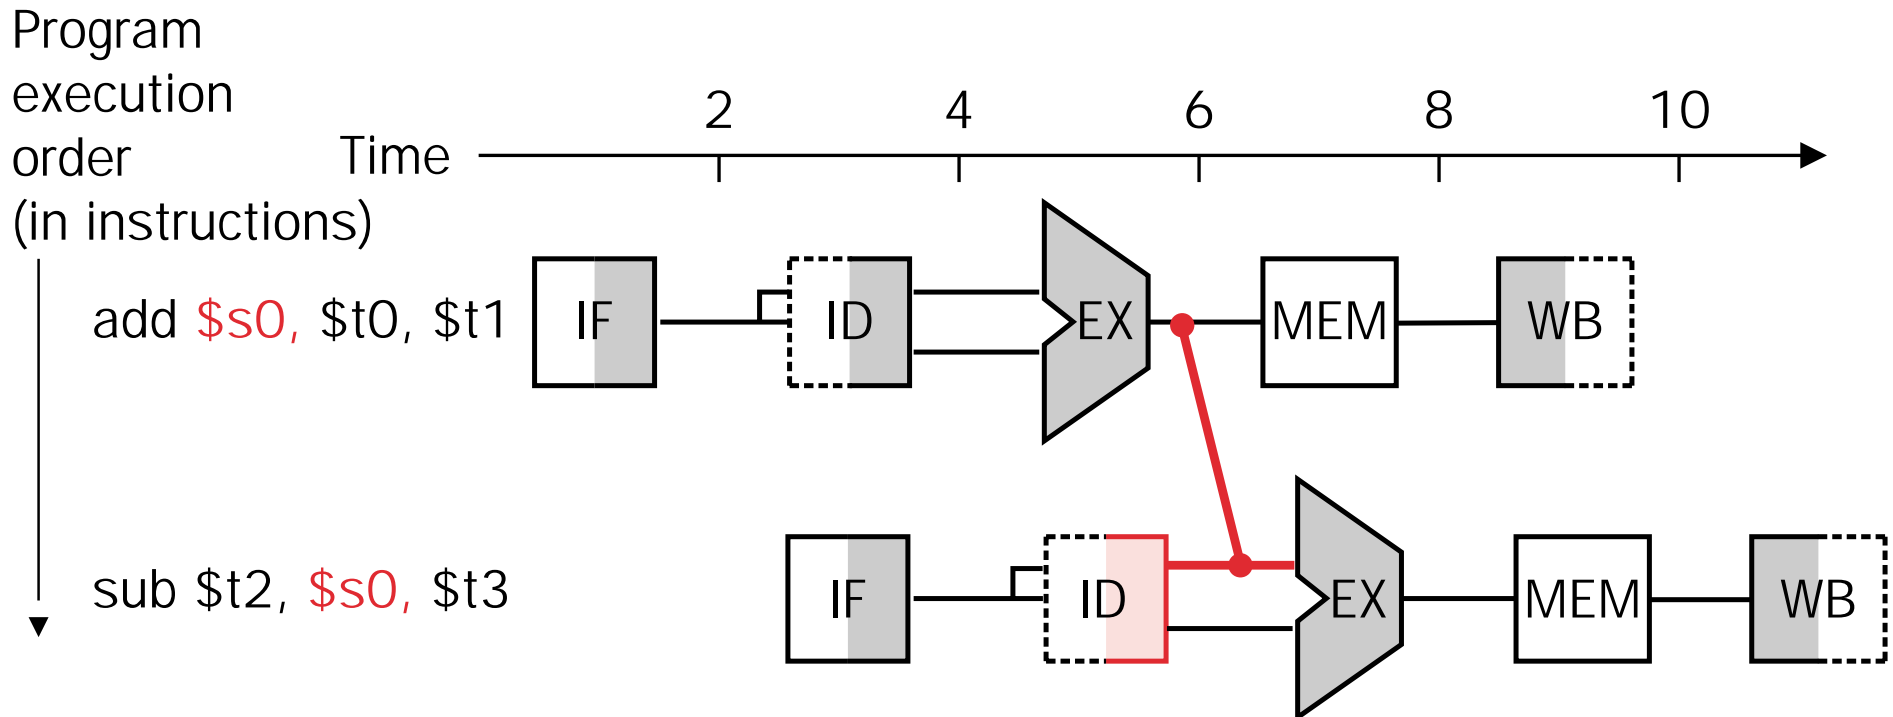 Program
execution
order
(in instructions)
Time
2 4 6 8 10
add $s0, $t0, $t1
IF ID EX MEM WB
sub $t2, $s0, $t3
IF ID EX MEM WB